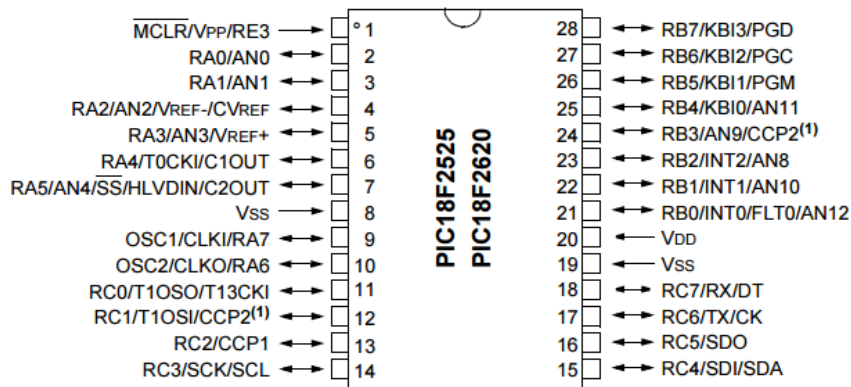 MCLR/VPP/RE3 1 28 RB7/KBI3/PGD
RA0/AN0 2 27 RB6/KBI2/PGC
RA1/AN1 3 26 RB5/KBI1/PGM
RA2/AN2/VREF-/CVREF 4 25 RB4/KBI0/AN11
RA3/AN3/VREF+ 5 24 RB3/AN9/CCP2(1)
RA4/T0CKI/C1OUT 6 23 RB2/INT2/AN8
RA5/AN4/SS/HLVDIN/C2OUT 7 22 RB1/INT1/AN10
VSS 8 21 RB0/INT0/FLT0/AN12
OSC1/CLKI/RA7 9 20 VDD
OSC2/CLKO/RA6 10 19 VSS
RC0/T1OSO/T13CKI 11 18 RC7/RX/DT
RC1/T1OSI/CCP2(1) 12 17 RC6/TX/CK
RC2/CCP1 13 16 RC5/SDO
RC3/SCK/SCL 14 15 RC4/SDI/SDA
PIC18F2525
PIC18F2620